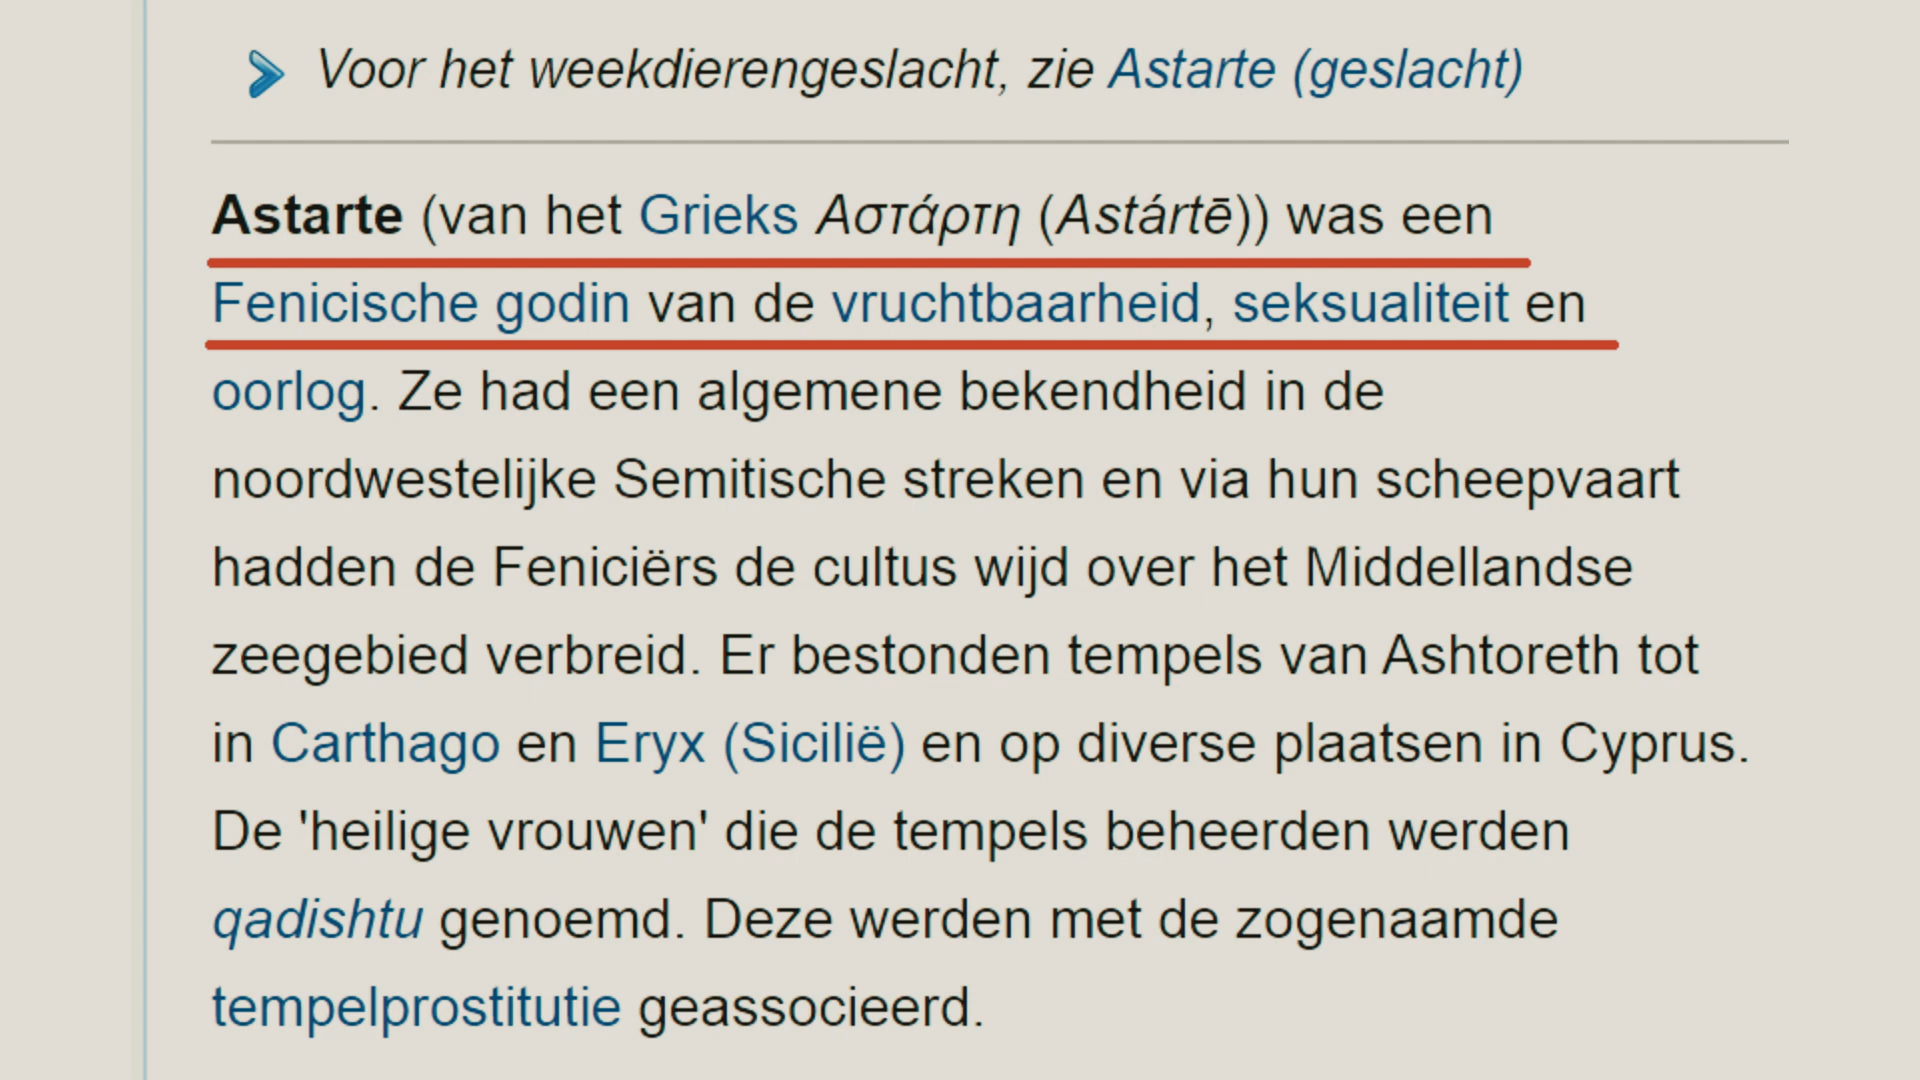 Voor het weekdierengeslacht, zie Astarte (geslacht)
Astarte (van het Grieks Αστάρτη (Astártē)) was een
Fenicische godin van de vruchtbaarheid, seksualiteit en
oorlog. Ze had een algemene bekendheid in de
noordwestelijke Semitische streken en via hun scheepvaart
hadden de Feniciërs de cultus wijd over het Middellandse
zeegebied verbreid. Er bestonden tempels van Ashtoreth tot
in Carthago en Eryx (Sicilië) en op diverse plaatsen in Cyprus.
De 'heilige vrouwen' die de tempels beheerden werden
qadishtu genoemd. Deze werden met de zogenaamde
tempelprostitutie geassocieerd.